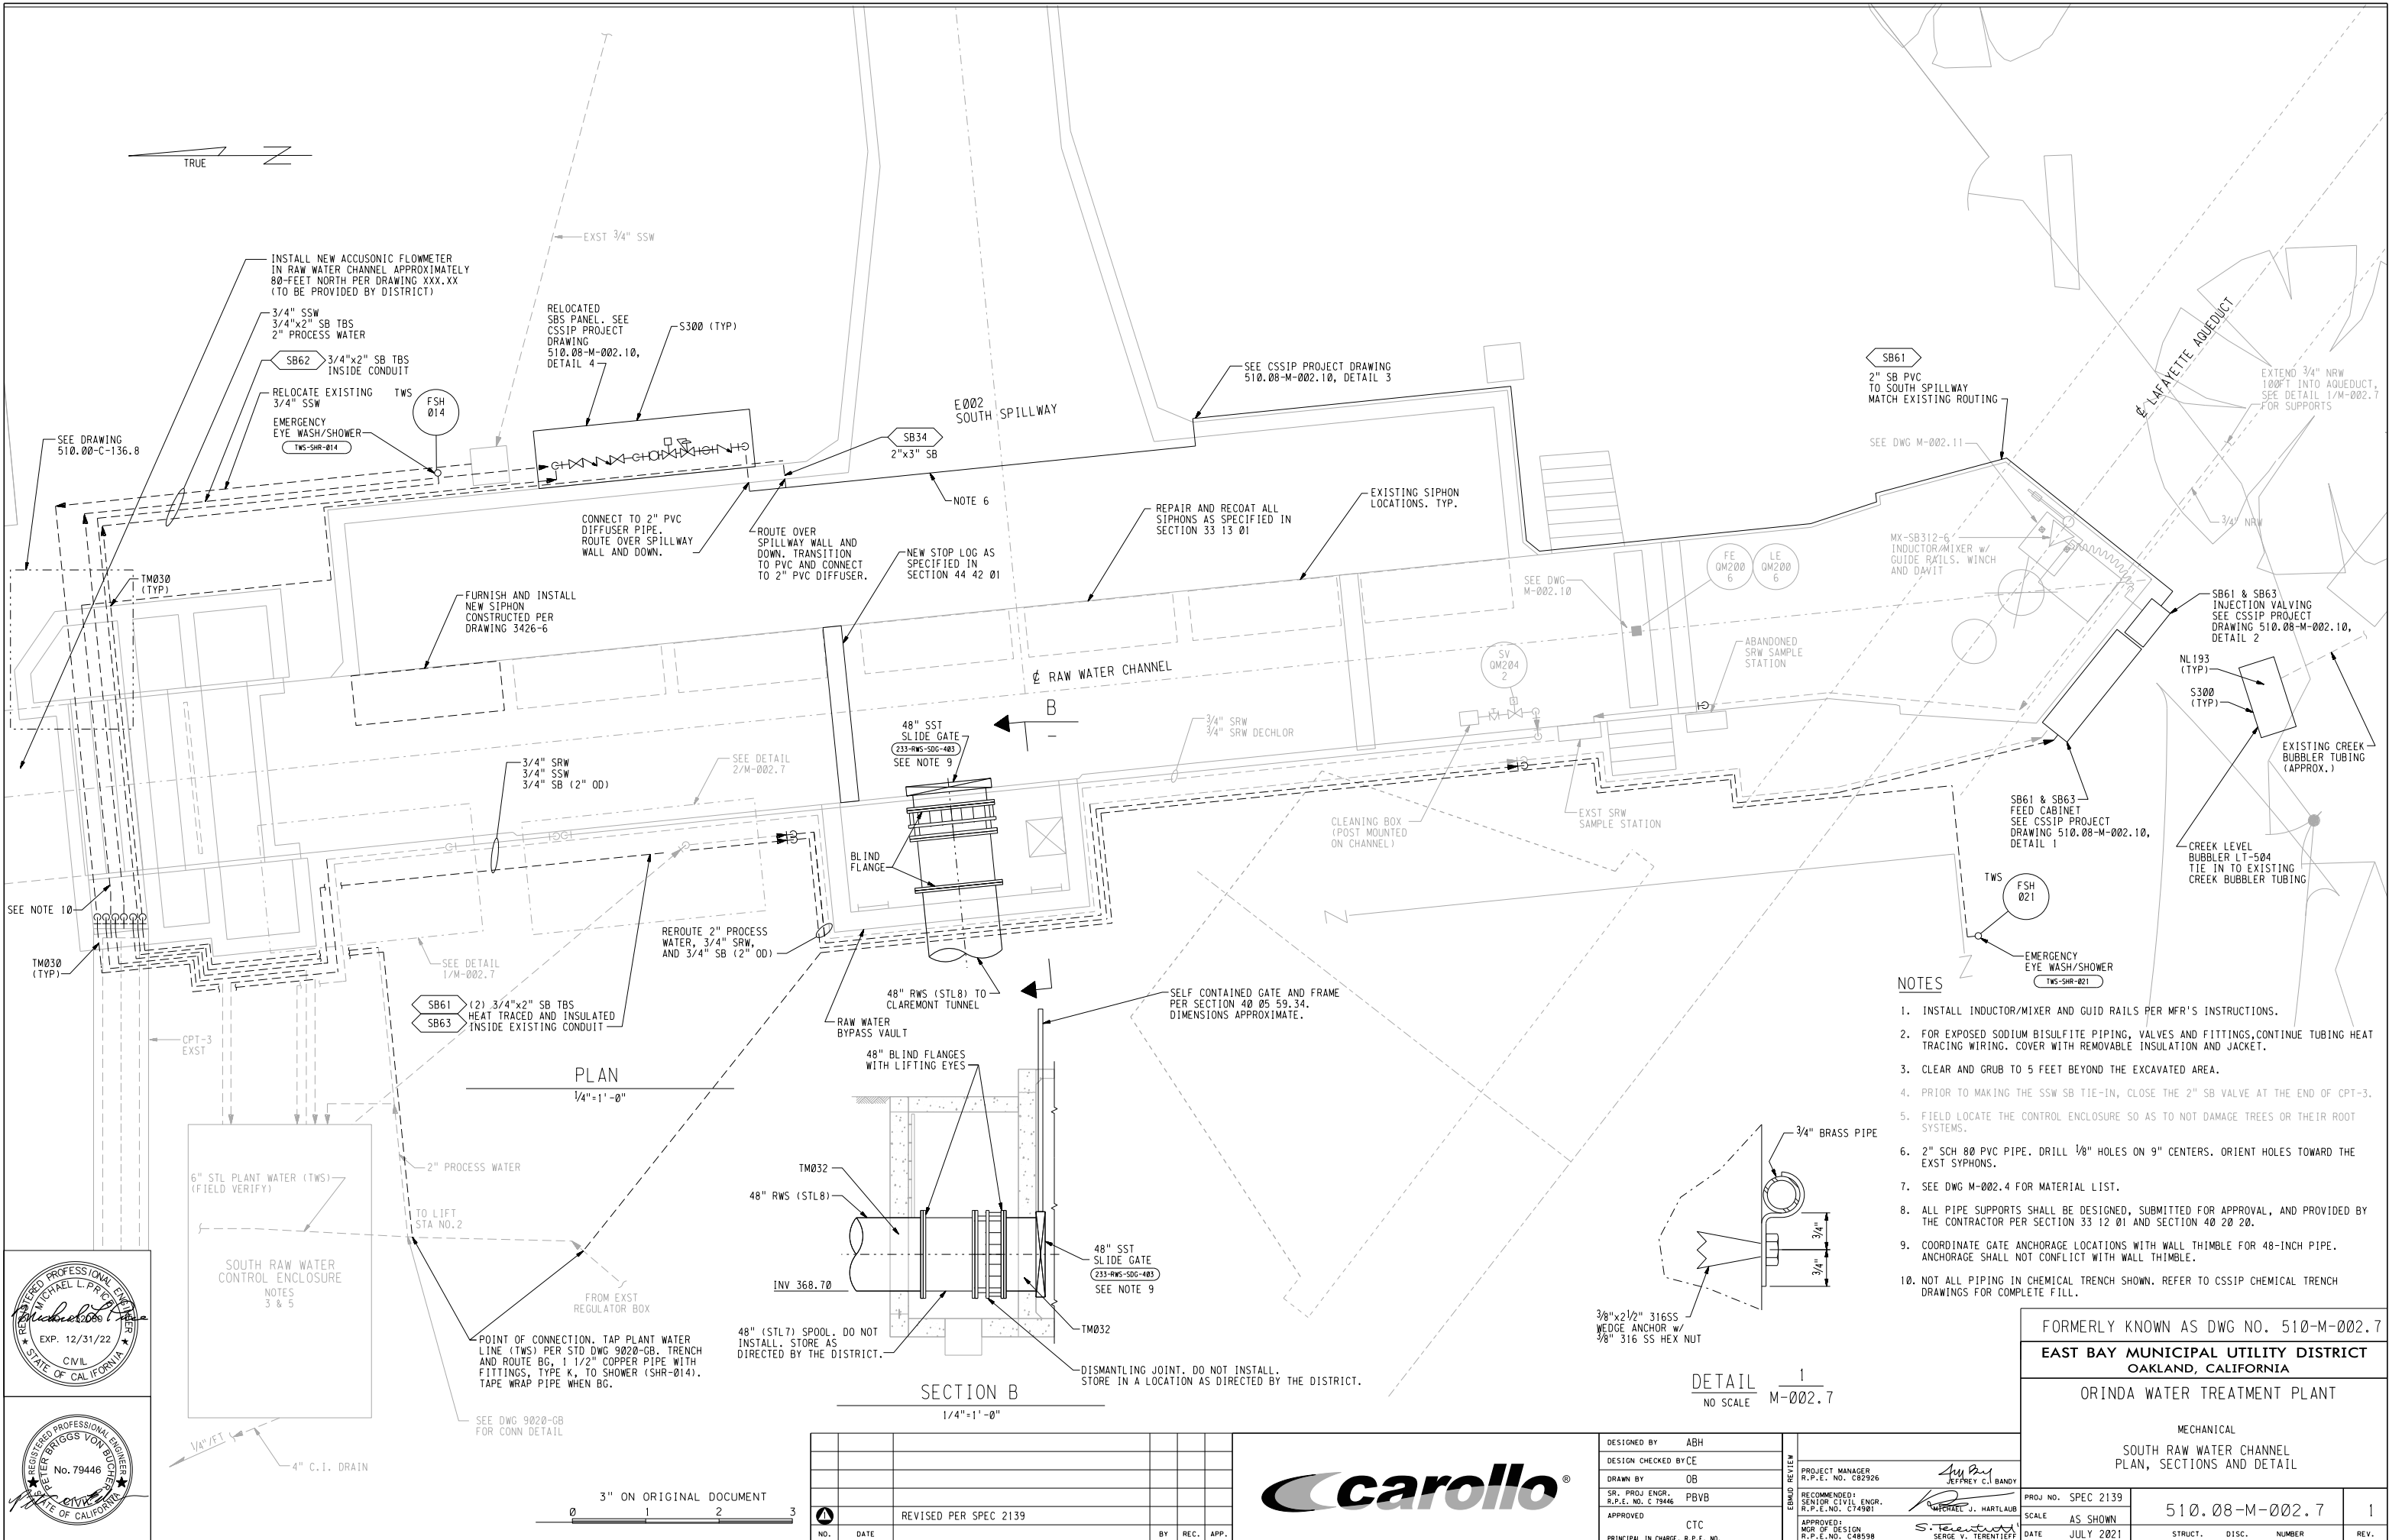 TRUE
EXST 3/4" SSW
INSTALL NEW ACCUSONIC FLOWMETER
IN RAW WATER CHANNEL APPROXIMATELY
80-FEET NORTH PER DRAWING XXX.XX
(TO BE PROVIDED BY DISTRICT)
3/4" SSW
3/4"x2" SB TBS
2" PROCESS WATER
SB62
3/4"x2" SB TBS
INSIDE CONDUIT
RELOCATE EXISTING
3/4" SSW
TWS
FSH
014
EMERGENCY
EYE WASH/SHOWER
TWS-SHR-014
SEE DRAWING
510.00-C-136.8
RELOCATED
SBS PANEL. SEE
CSSIP PROJECT
DRAWING
510.08-M-002.10,
DETAIL 4
S300 (TYP)
E002
SOUTH SPILLWAY
SEE CSSIP PROJECT DRAWING
510.08-M-002.10, DETAIL 3
SB34
2"x3" SB
NOTE 6
CONNECT TO 2" PVC
DIFFUSER PIPE.
ROUTE OVER SPILLWAY
WALL AND DOWN.
ROUTE OVER
SPILLWAY WALL AND
DOWN. TRANSITION
TO PVC AND CONNECT
TO 2" PVC DIFFUSER.
NEW STOP LOG AS
SPECIFIED IN
SECTION 44 42 01
REPAIR AND RECOAT ALL
SIPHONS AS SPECIFIED IN
SECTION 33 13 01
EXISTING SIPHON
LOCATIONS. TYP.
SB61
2" SB PVC
TO SOUTH SPILLWAY
MATCH EXISTING ROUTING
SEE DWG M-002.11
℄ LAFAYETTE AQUEDUCT
EXTEND 3/4" NRW
100FT INTO AQUEDUCT,
SEE DETAIL 1/M-002.7
FOR SUPPORTS
3/4" NRW
MX-SB312-6
INDUCTOR/MIXER w/
GUIDE RAILS. WINCH
AND DAVIT
SEE DWG
M-002.10
FE
QM200
6
LE
QM200
6
ABANDONED
SRW SAMPLE
STATION
SB61 & SB63
INJECTION VALVING
SEE CSSIP PROJECT
DRAWING 510.08-M-002.10,
DETAIL 2
NL193
(TYP)
S300
(TYP)
EXISTING CREEK
BUBBLER TUBING
(APPROX.)
TM030
(TYP)
FURNISH AND INSTALL
NEW SIPHON
CONSTRUCTED PER
DRAWING 3426-6
℄ RAW WATER CHANNEL
SV
QM204
2
B
-
48" SST
SLIDE GATE
233-RWS-SDG-403
SEE NOTE 9
3/4" SRW
3/4" SRW DECHLOR
3/4" SRW
3/4" SSW
3/4" SB (2" OD)
SEE DETAIL
2/M-002.7
BLIND
FLANGE
CLEANING BOX
(POST MOUNTED
ON CHANNEL)
EXST SRW
SAMPLE STATION
SB61 & SB63
FEED CABINET
SEE CSSIP PROJECT
DRAWING 510.08-M-002.10,
DETAIL 1
CREEK LEVEL
BUBBLER LT-504
TIE IN TO EXISTING
CREEK BUBBLER TUBING
TWS
FSH
021
EMERGENCY
EYE WASH/SHOWER
TWS-SHR-021
SEE NOTE 10
TM030
(TYP)
SEE DETAIL
1/M-002.7
REROUTE 2" PROCESS
WATER, 3/4" SRW,
AND 3/4" SB (2" OD)
SB61
SB63
(2) 3/4"x2" SB TBS
HEAT TRACED AND INSULATED
INSIDE EXISTING CONDUIT
48" RWS (STL8) TO
CLAREMONT TUNNEL
RAW WATER
BYPASS VAULT
SELF CONTAINED GATE AND FRAME
PER SECTION 40 05 59.34.
DIMENSIONS APPROXIMATE.
CPT-3
EXST
PLAN
1/4"=1'-0"
48" BLIND FLANGES
WITH LIFTING EYES
2" PROCESS WATER
6" STL PLANT WATER (TWS)
(FIELD VERIFY)
TO LIFT
STA NO.2
SOUTH RAW WATER
CONTROL ENCLOSURE
NOTES
3 & 5
FROM EXST
REGULATOR BOX
POINT OF CONNECTION. TAP PLANT WATER
LINE (TWS) PER STD DWG 9020-GB. TRENCH
AND ROUTE BG, 1 1/2" COPPER PIPE WITH
FITTINGS, TYPE K, TO SHOWER (SHR-014).
TAPE WRAP PIPE WHEN BG.
SEE DWG 9020-GB
FOR CONN DETAIL
1/4"/FT
4" C.I. DRAIN
TM032
48" RWS (STL8)
INV 368.70
48" SST
SLIDE GATE
233-RWS-SDG-403
SEE NOTE 9
TM032
48" (STL7) SPOOL. DO NOT
INSTALL. STORE AS
DIRECTED BY THE DISTRICT.
DISMANTLING JOINT. DO NOT INSTALL.
STORE IN A LOCATION AS DIRECTED BY THE DISTRICT.
SECTION B
1/4"=1'-0"
3/4" BRASS PIPE
3/4"
3/4"
3/8"x2 1/2" 316SS
WEDGE ANCHOR w/
3/8" 316 SS HEX NUT
DETAIL 1
NO SCALE M-002.7
NOTES
1. INSTALL INDUCTOR/MIXER AND GUID RAILS PER MFR'S INSTRUCTIONS.
2. FOR EXPOSED SODIUM BISULFITE PIPING, VALVES AND FITTINGS,CONTINUE TUBING HEAT
TRACING WIRING. COVER WITH REMOVABLE INSULATION AND JACKET.
3. CLEAR AND GRUB TO 5 FEET BEYOND THE EXCAVATED AREA.
4. PRIOR TO MAKING THE SSW SB TIE-IN, CLOSE THE 2" SB VALVE AT THE END OF CPT-3.
5. FIELD LOCATE THE CONTROL ENCLOSURE SO AS TO NOT DAMAGE TREES OR THEIR ROOT
SYSTEMS.
6. 2" SCH 80 PVC PIPE. DRILL 1/8" HOLES ON 9" CENTERS. ORIENT HOLES TOWARD THE
EXST SYPHONS.
7. SEE DWG M-002.4 FOR MATERIAL LIST.
8. ALL PIPE SUPPORTS SHALL BE DESIGNED, SUBMITTED FOR APPROVAL, AND PROVIDED BY
THE CONTRACTOR PER SECTION 33 12 01 AND SECTION 40 20 20.
9. COORDINATE GATE ANCHORAGE LOCATIONS WITH WALL THIMBLE FOR 48-INCH PIPE.
ANCHORAGE SHALL NOT CONFLICT WITH WALL THIMBLE.
10. NOT ALL PIPING IN CHEMICAL TRENCH SHOWN. REFER TO CSSIP CHEMICAL TRENCH
DRAWINGS FOR COMPLETE FILL.
REGISTERED PROFESSIONAL ENGINEER
MICHAEL L. PRICE
EXP. 12/31/22
CIVIL
STATE OF CALIFORNIA
REGISTERED PROFESSIONAL ENGINEER
PETER BRIGGS VON BUCHER
No. 79446
CIVIL
STATE OF CALIFORNIA
3" ON ORIGINAL DOCUMENT
0 1 2 3
REVISED PER SPEC 2139
NO. DATE BY REC. APP.
carollo®
DESIGNED BY ABH
DESIGN CHECKED BY CE
DRAWN BY OB
SR. PROJ ENGR.
R.P.E. NO. C 79446 PBVB
APPROVED
CTC
PRINCIPAL IN CHARGE, R.P.E. NO.
EBMUD REVIEW
PROJECT MANAGER
R.P.E. NO. C82926
JEFFREY C. BANDY
RECOMMENDED:
SENIOR CIVIL ENGR.
R.P.E.NO. C74901
MICHAEL J. HARTLAUB
APPROVED:
MGR OF DESIGN
R.P.E.NO. C48598
SERGE V. TERENTIEFF
FORMERLY KNOWN AS DWG NO. 510-M-002.7
EAST BAY MUNICIPAL UTILITY DISTRICT
OAKLAND, CALIFORNIA
ORINDA WATER TREATMENT PLANT
MECHANICAL
SOUTH RAW WATER CHANNEL
PLAN, SECTIONS AND DETAIL
PROJ NO. SPEC 2139
SCALE AS SHOWN
DATE JULY 2021
510.08-M-002.7
1
STRUCT. DISC. NUMBER REV.